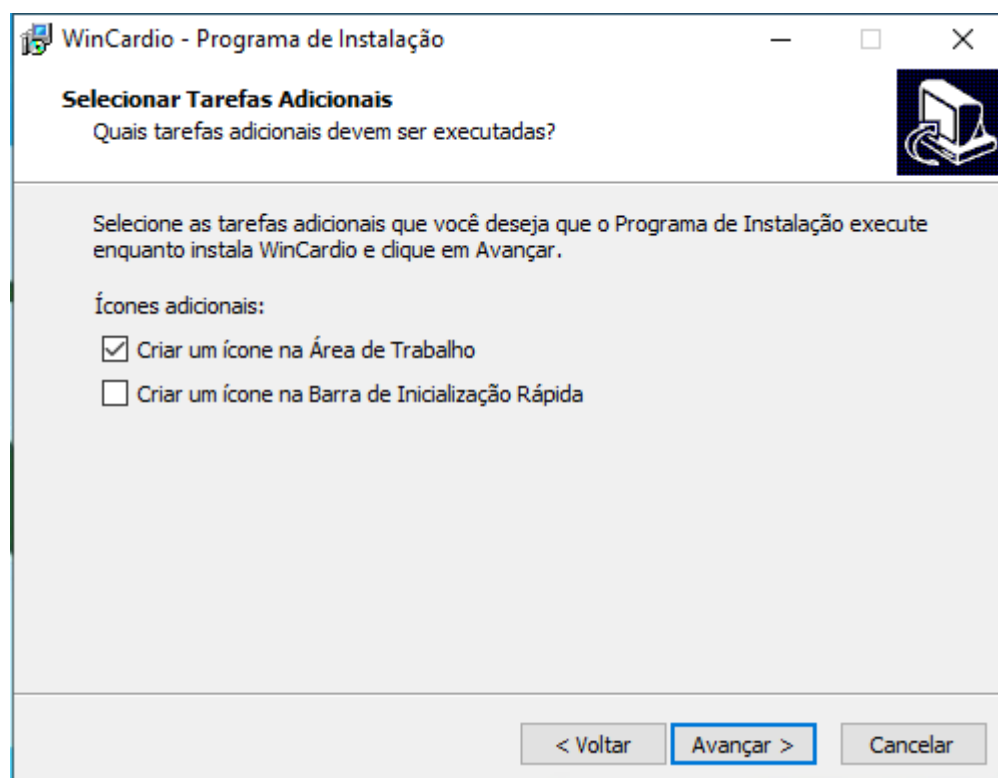 WinCardio - Programa de Instalação
Selecionar Tarefas Adicionais
Quais tarefas adicionais devem ser executadas?
Selecione as tarefas adicionais que você deseja que o Programa de Instalação execute
enquanto instala WinCardio e clique em Avançar.
Ícones adicionais:
Criar um ícone na Área de Trabalho
Criar um ícone na Barra de Inicialização Rápida
< Voltar Avançar > Cancelar